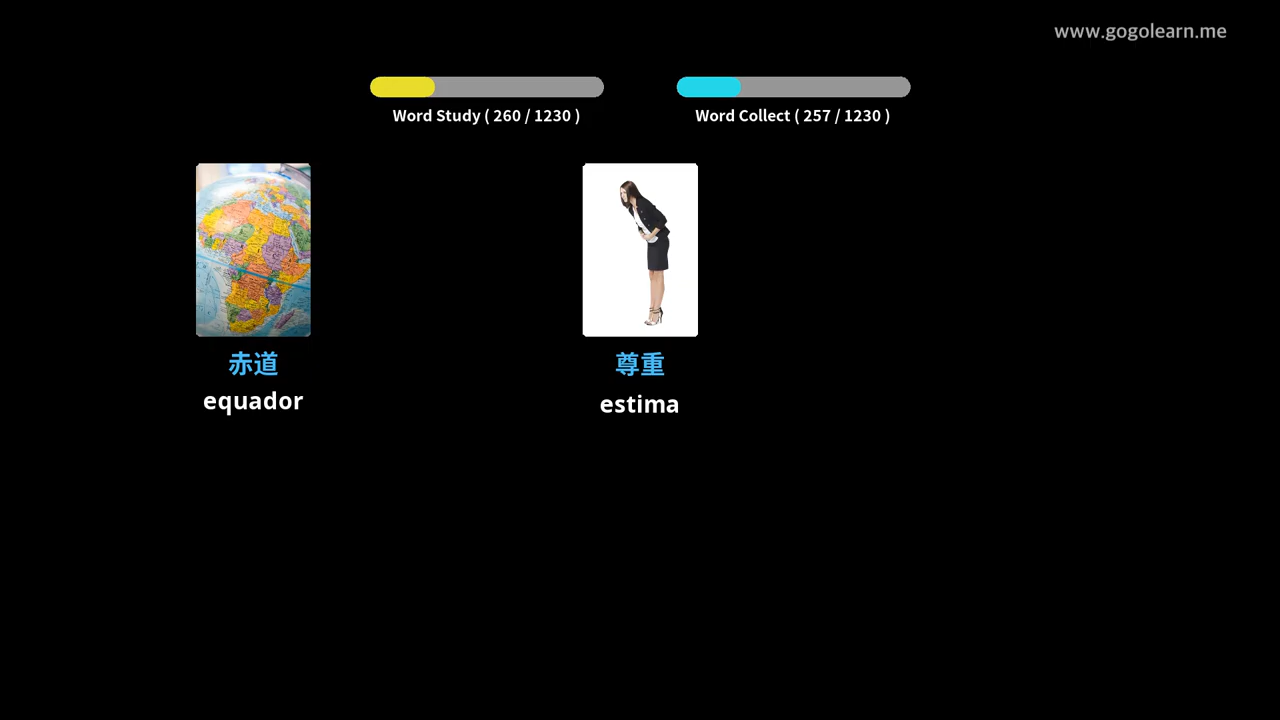 www.gogolearn.me
Word Study ( 260 / 1230 )
Word Collect ( 257 / 1230 )
赤道
equador
尊重
estima